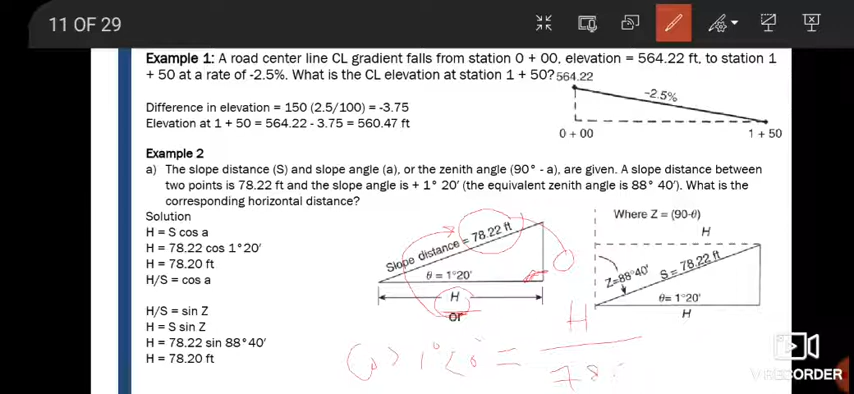 11 OF 29
Example 1: A road center line CL gradient falls from station 0 + 00, elevation = 564.22 ft, to station 1
+ 50 at a rate of -2.5%. What is the CL elevation at station 1 + 50?
564.22
-2.5%
0 + 00
1 + 50
Difference in elevation = 150 (2.5/100) = -3.75
Elevation at 1 + 50 = 564.22 - 3.75 = 560.47 ft
Example 2
a) The slope distance (S) and slope angle (a), or the zenith angle (90° - a), are given. A slope distance between
two points is 78.22 ft and the slope angle is + 1° 20′ (the equivalent zenith angle is 88° 40′). What is the
corresponding horizontal distance?
Solution
H = S cos a
H = 78.22 cos 1°20′
H = 78.20 ft
H/S = cos a
H/S = sin Z
H = S sin Z
H = 78.22 sin 88°40′
H = 78.20 ft
Slope distance = 78.22 ft
θ = 1°20′
H
or
Where Z = (90-θ)
H
Z=88°40′
S = 78.22 ft
θ= 1°20′
H
= H
78
V RECORDER